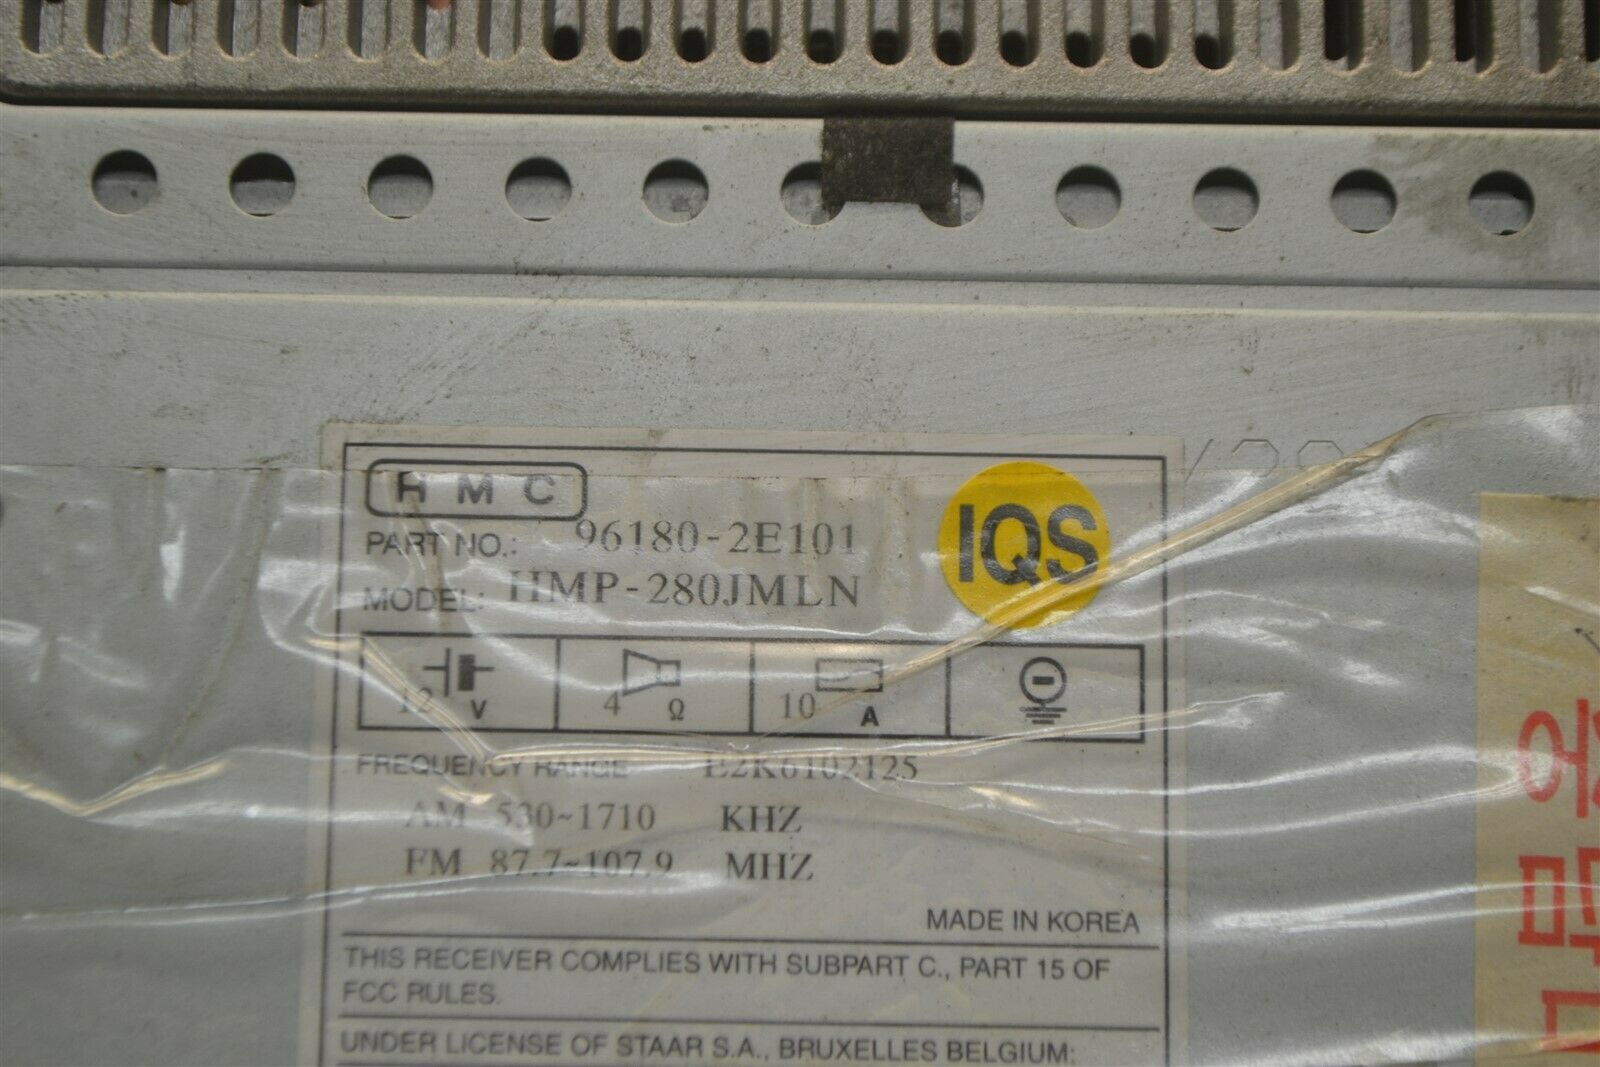 HMC
PART NO.: 96180-2E101
IQS
MODEL: HMP-280JMLN
12 V
4 Ω
10 A
FREQUENCY RANGE E2K6102125
AM 530~1710 KHZ
FM 87.7~107.9 MHZ
MADE IN KOREA
THIS RECEIVER COMPLIES WITH SUBPART C., PART 15 OF
FCC RULES.
UNDER LICENSE OF STAAR S.A., BRUXELLES BELGIUM: